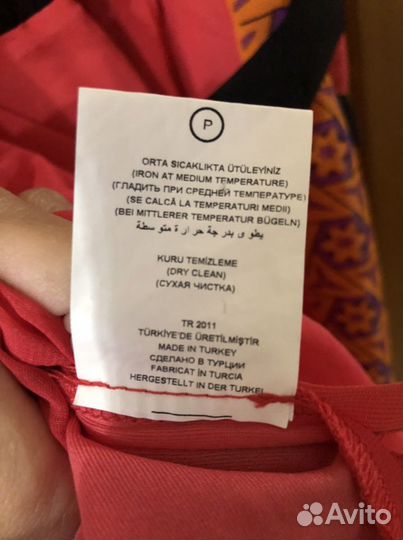 P
ORTA SICAKLIKTA ÜTÜLEYİNİZ
(IRON AT MEDIUM TEMPERATURE)
(ГЛАДИТЬ ПРИ СРЕДНЕЙ ТЕМПЕРАТУРЕ)
(SE CALCĂ LA TEMPERATURI MEDII)
(BEI MITTLERER TEMPERATUR BÜGELN)
يطوى بدرجة حرارة متوسطة
KURU TEMİZLEME
(DRY CLEAN)
(СУХАЯ ЧИСТКА)
TR 2011
TÜRKİYE'DE ÜRETİLMİŞTİR
MADE IN TURKEY
СДЕЛАНО В ТУРЦИИ
FABRICAT IN TURCIA
HERGESTELLT IN DER TURKEI
Avito